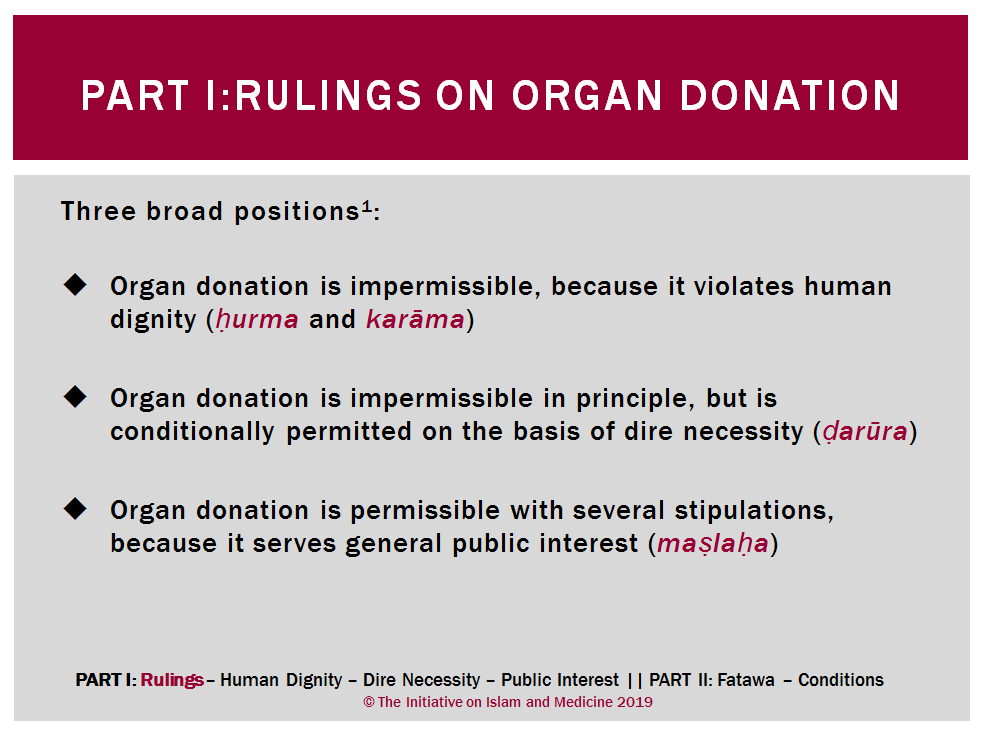 PART I:RULINGS ON ORGAN DONATION
Three broad positions¹:
◆ Organ donation is impermissible, because it violates human
dignity (ḥurma and karāma)
◆ Organ donation is impermissible in principle, but is
conditionally permitted on the basis of dire necessity (ḍarūra)
◆ Organ donation is permissible with several stipulations,
because it serves general public interest (maṣlaḥa)
PART I: Rulings – Human Dignity – Dire Necessity – Public Interest || PART II: Fatawa – Conditions
© The Initiative on Islam and Medicine 2019